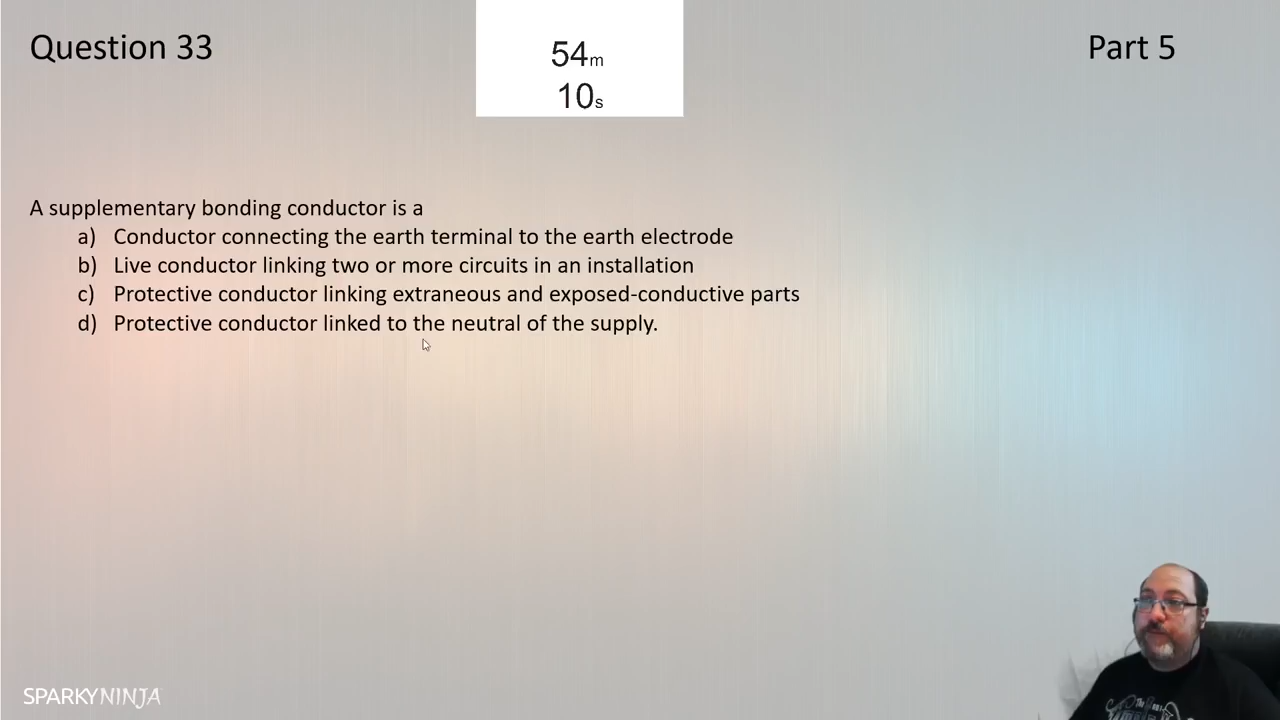 Question 33
54m
10s
Part 5
A supplementary bonding conductor is a
a) Conductor connecting the earth terminal to the earth electrode
b) Live conductor linking two or more circuits in an installation
c) Protective conductor linking extraneous and exposed-conductive parts
d) Protective conductor linked to the neutral of the supply.
SPARKYNINJA